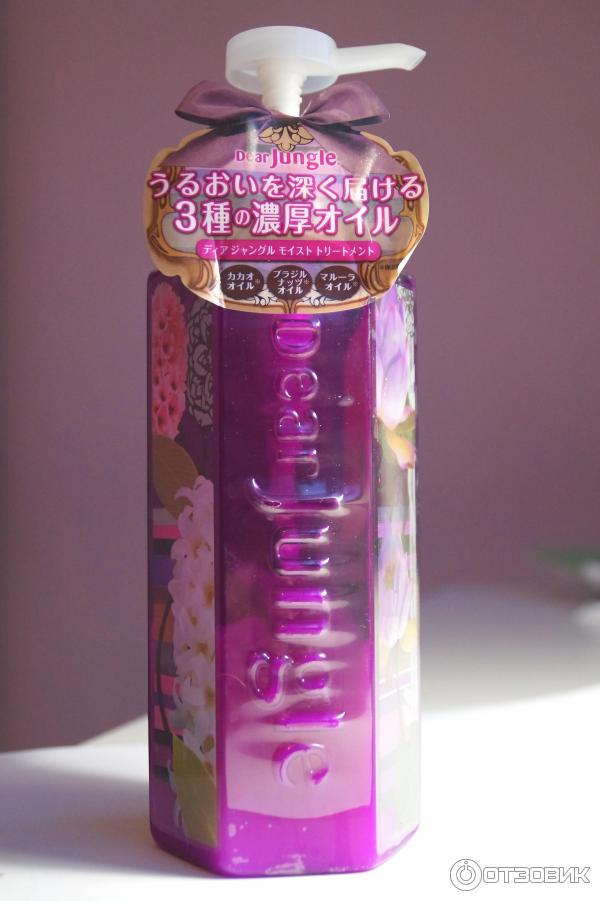 Dear Jungle
うるおいを深く届ける
3種の濃厚オイル
ディア ジャングル モイスト トリートメント
カカオ
オイル※
ブラジル
ナッツ※
オイル
マルーラ
オイル※
Dear Jungle
ОТЗОВИК